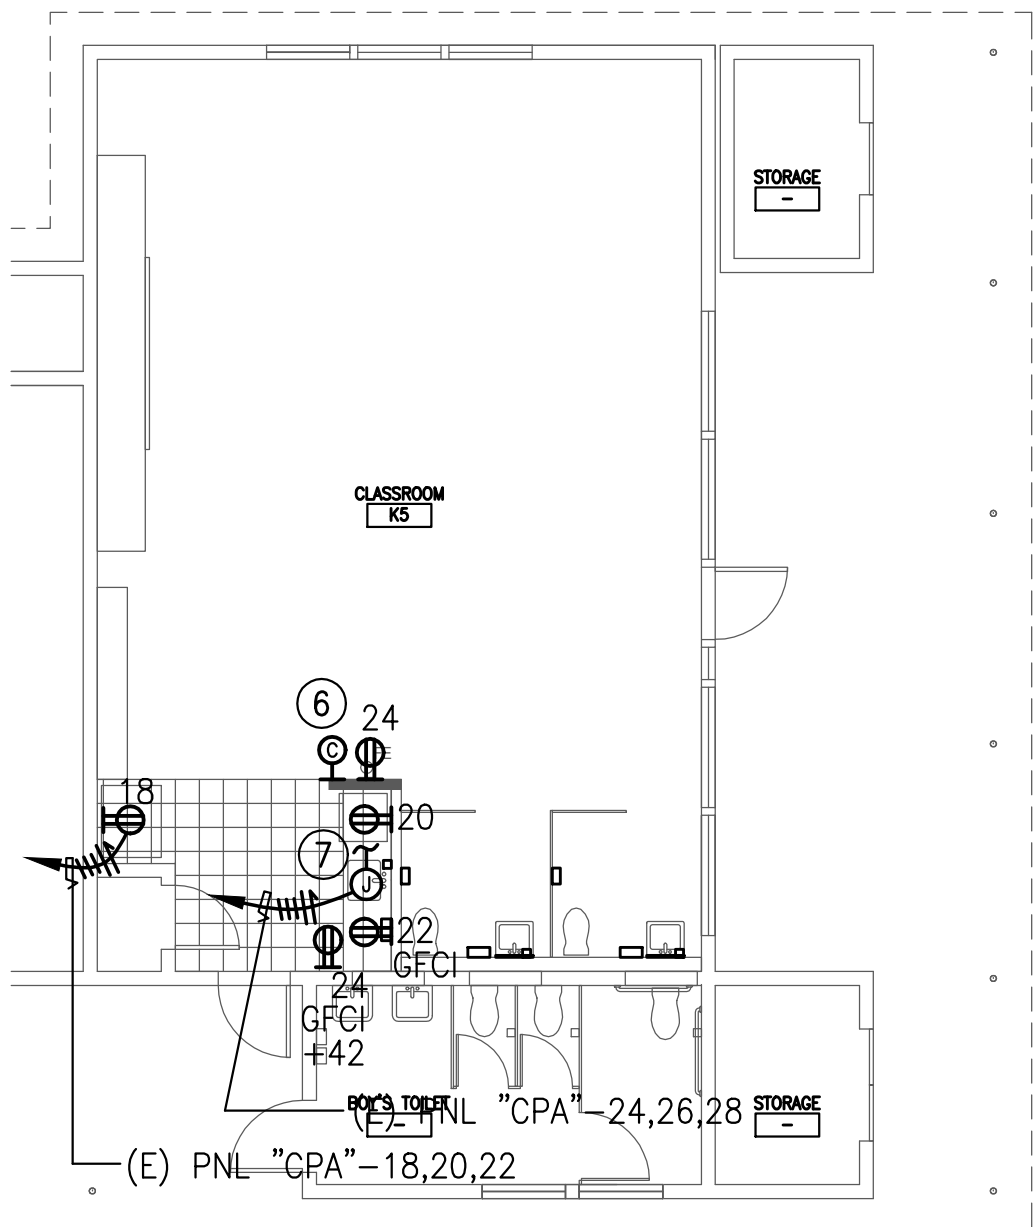 STORAGE
-
CLASSROOM
K5
6
24
C
18
20
7
J
22
GFCI
24
GFCI
+42
BOY'S TOILET
-
(E) PNL "CPA"-24,26,28
STORAGE
-
(E) PNL "CPA"-18,20,22